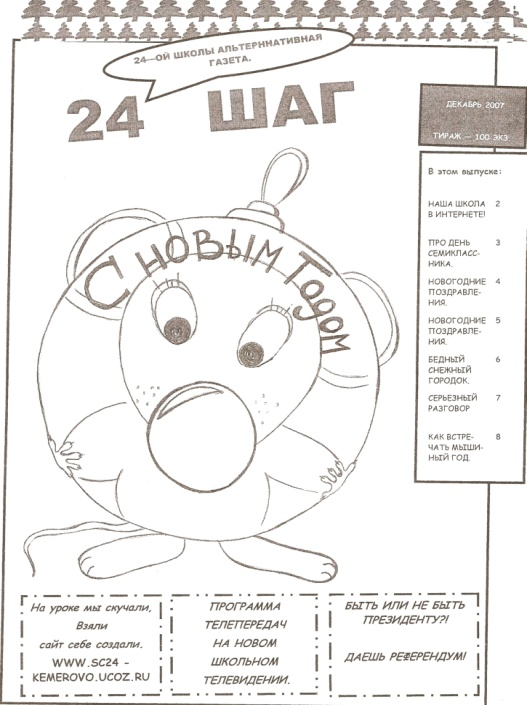 24—ОЙ ШКОЛЫ АЛЬТЕРННАТИВНАЯ
ГАЗЕТА.
24 ШАГ
ДЕКАБРЬ 2007
ТИРАЖ — 100 ЭКЗ
В этом выпуске:
НАША ШКОЛА 2
В ИНТЕРНЕТЕ!
ПРО ДЕНЬ 3
СЕМИКЛАСС-
НИКА.
НОВОГОДНИЕ 4
ПОЗДРАВЛЕ-
НИЯ.
НОВОГОДНИЕ 5
ПОЗДРАВЛЕ-
НИЯ.
БЕДНЫЙ 6
СНЕЖНЫЙ
ГОРОДОК.
СЕРЬЕЗНЫЙ 7
РАЗГОВОР
КАК ВСТРЕ- 8
ЧАТЬ МЫШИ-
НЫЙ ГОД.
С НОВЫМ Годом
На уроке мы скучали,
Взяли
сайт себе создали.
WWW.SC24 -
KEMEROVO.UCOZ.RU
ПРОГРАММА
ТЕЛЕПЕРЕДАЧ
НА НОВОМ
ШКОЛЬНОМ
ТЕЛЕВИДЕНИИ.
БЫТЬ ИЛИ НЕ БЫТЬ
ПРЕЗИДЕНТУ?!
ДАЕШЬ РЕФЕРЕНДУМ!